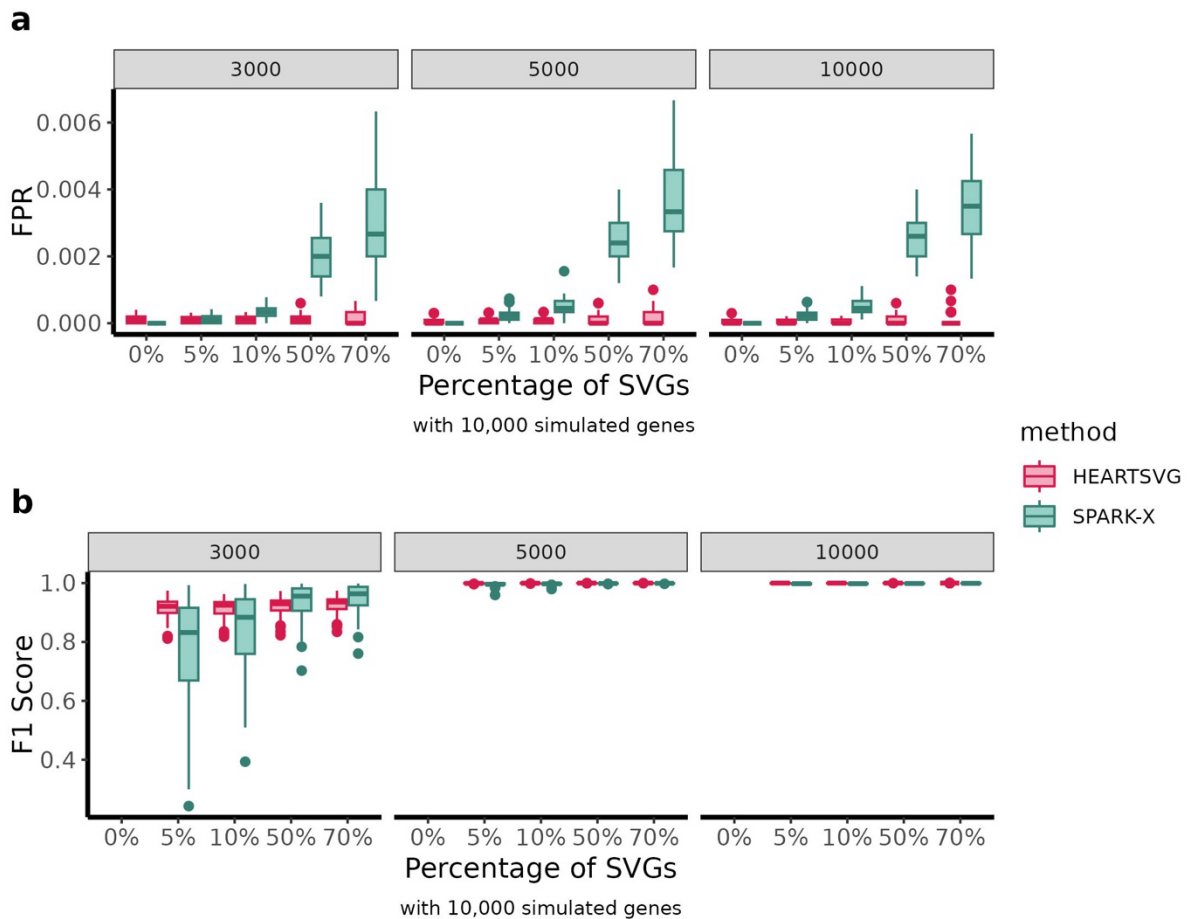 a
3000 5000 10000
0.006
0.004
0.002
0.000
FPR
0% 5% 10% 50% 70% 0% 5% 10% 50% 70% 0% 5% 10% 50% 70%
Percentage of SVGs
with 10,000 simulated genes
method
HEARTSVG
SPARK-X
b
3000 5000 10000
1.0
0.8
0.6
0.4
F1 Score
0% 5% 10% 50% 70% 0% 5% 10% 50% 70% 0% 5% 10% 50% 70%
Percentage of SVGs
with 10,000 simulated genes